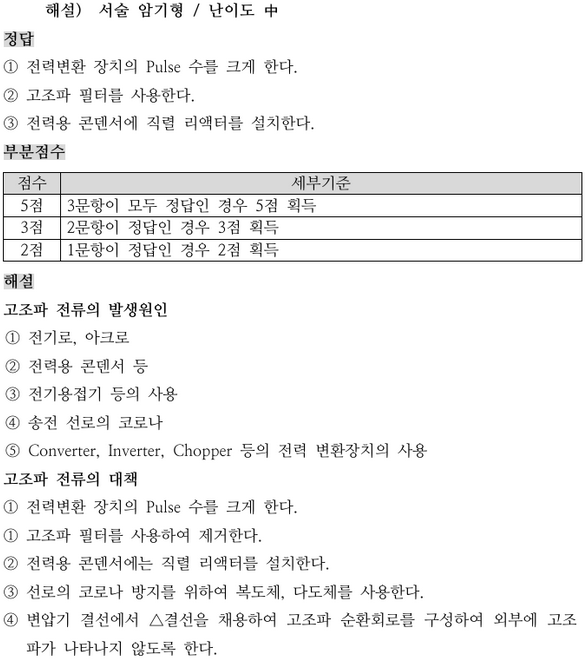 해설) 서술 암기형 / 난이도 中
정답
① 전력변환 장치의 Pulse 수를 크게 한다.
② 고조파 필터를 사용한다.
③ 전력용 콘덴서에 직렬 리액터를 설치한다.
부분점수
점수 세부기준
5점 3문항이 모두 정답인 경우 5점 획득
3점 2문항이 정답인 경우 3점 획득
2점 1문항이 정답인 경우 2점 획득
해설
고조파 전류의 발생원인
① 전기로, 아크로
② 전력용 콘덴서 등
③ 전기용접기 등의 사용
④ 송전 선로의 코로나
⑤ Converter, Inverter, Chopper 등의 전력 변환장치의 사용
고조파 전류의 대책
① 전력변환 장치의 Pulse 수를 크게 한다.
① 고조파 필터를 사용하여 제거한다.
② 전력용 콘덴서에는 직렬 리액터를 설치한다.
③ 선로의 코로나 방지를 위하여 복도체, 다도체를 사용한다.
④ 변압기 결선에서 △결선을 채용하여 고조파 순환회로를 구성하여 외부에 고조
파가 나타나지 않도록 한다.